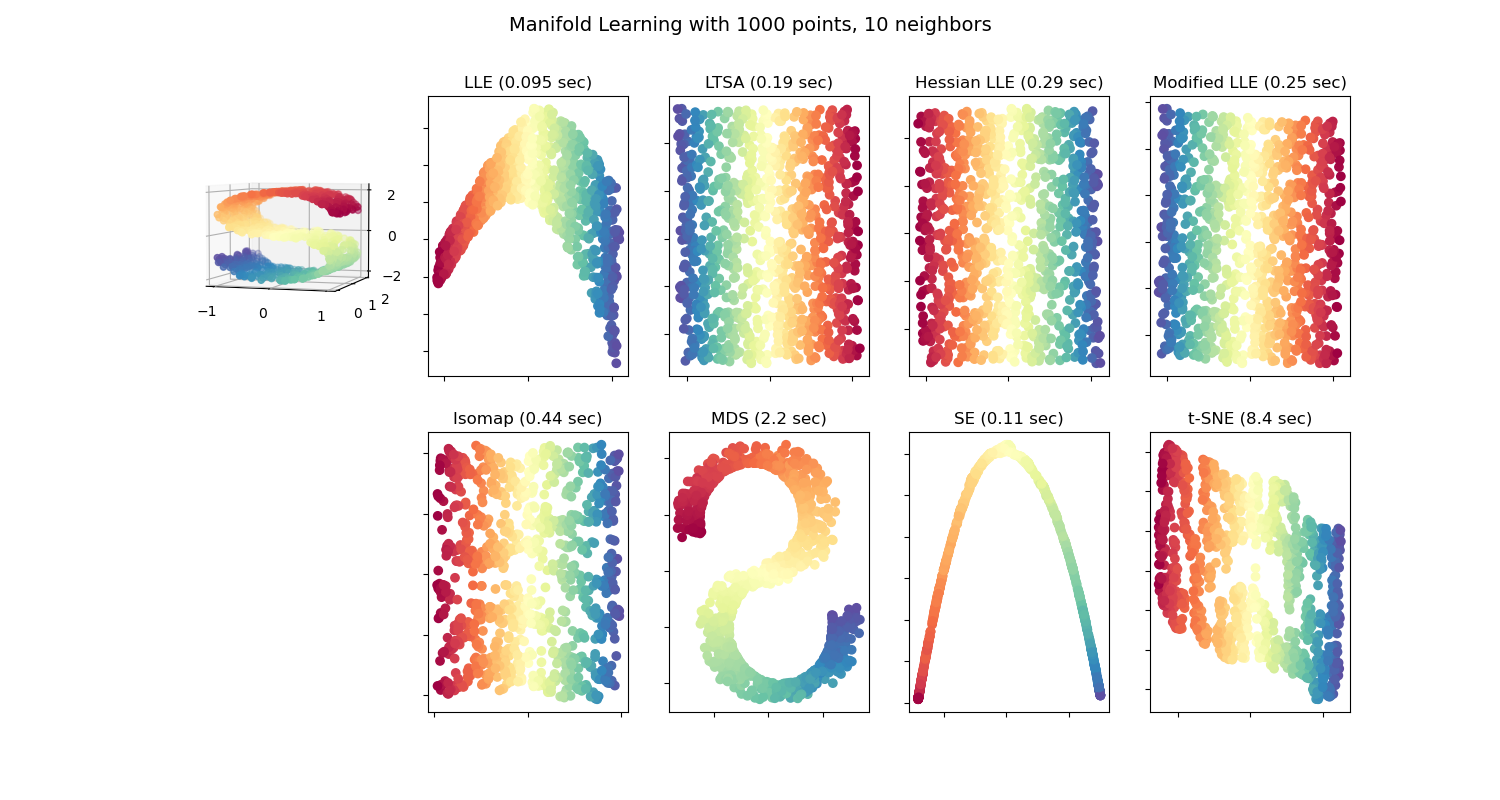 Manifold Learning with 1000 points, 10 neighbors
LLE (0.095 sec)
LTSA (0.19 sec)
Hessian LLE (0.29 sec)
Modified LLE (0.25 sec)
2
0
−2
−1
0
1
0
1
2
Isomap (0.44 sec)
MDS (2.2 sec)
SE (0.11 sec)
t-SNE (8.4 sec)